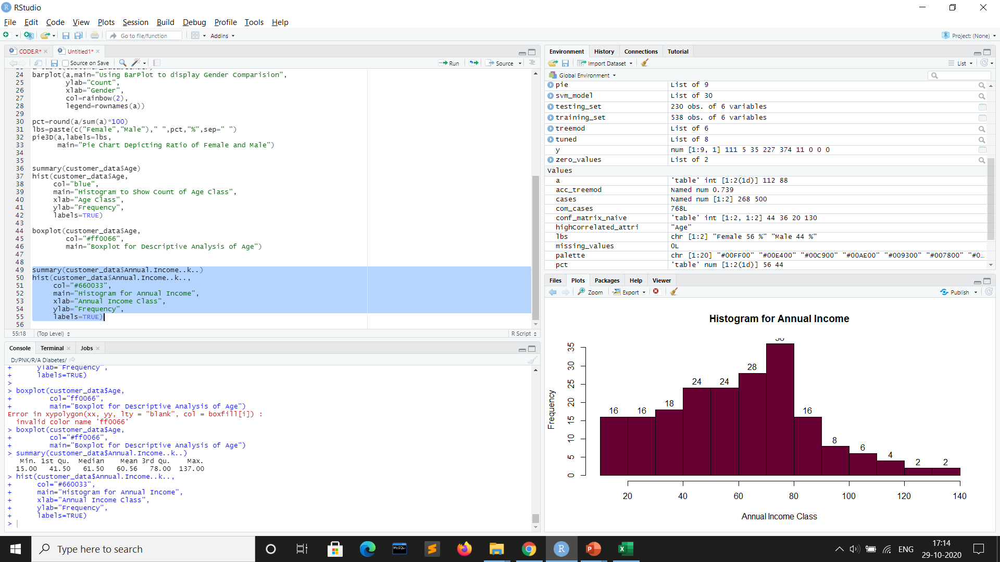 RStudio
File Edit Code View Plots Session Build Debug Profile Tools Help
Go to file/function Addins Project: (None)
CODE.R* Untitled1*
Source on Save Run Source
24 barplot(a,main="Using BarPlot to display Gender Comparision",
25 ylab="Count",
26 xlab="Gender",
27 col=rainbow(2),
28 legend=rownames(a))
29
30 pct=round(a/sum(a)*100)
31 lbs=paste(c("Female","Male")," ",pct,"%",sep=" ")
32 pie3D(a,labels=lbs,
33 main="Pie Chart Depicting Ratio of Female and Male")
34
35
36 summary(customer_data$Age)
37 hist(customer_data$Age,
38 col="blue",
39 main="Histogram to Show Count of Age Class",
40 xlab="Age Class",
41 ylab="Frequency",
42 labels=TRUE)
43
44 boxplot(customer_data$Age,
45 col="#ff0066",
46 main="Boxplot for Descriptive Analysis of Age")
47
48
49 summary(customer_data$Annual.Income..k..)
50 hist(customer_data$Annual.Income..k..,
51 col="#660033",
52 main="Histogram for Annual Income",
53 xlab="Annual Income Class",
54 ylab="Frequency",
55 labels=TRUE)
56
55:18 (Top Level) R Script
Console Terminal Jobs
D:/PNK/R/A Diabetes/
+ ylab="Frequency",
+ labels=TRUE)
>
> boxplot(customer_data$Age,
+ col="ff0066",
+ main="Boxplot for Descriptive Analysis of Age")
Error in xypolygon(xx, yy, lty = "blank", col = boxfill[i]) :
invalid color name 'ff0066'
> boxplot(customer_data$Age,
+ col="#ff0066",
+ main="Boxplot for Descriptive Analysis of Age")
> summary(customer_data$Annual.Income..k..)
Min. 1st Qu. Median Mean 3rd Qu. Max.
15.00 41.50 61.50 60.56 78.00 137.00
> hist(customer_data$Annual.Income..k..,
+ col="#660033",
+ main="Histogram for Annual Income",
+ xlab="Annual Income Class",
+ ylab="Frequency",
+ labels=TRUE)
>
Environment History Connections Tutorial
Import Dataset List
Global Environment
pie List of 9
svm_model List of 30
testing_set 230 obs. of 6 variables
training_set 538 obs. of 6 variables
treemod List of 6
tuned List of 8
y num [1:9, 1] 111 5 35 227 374 11 0 0 0
zero_values List of 2
Values
a 'table' int [1:2(1d)] 112 88
acc_treemod Named num 0.739
cases Named num [1:2] 268 500
com_cases 768L
conf_matrix_naive 'table' int [1:2, 1:2] 44 36 20 130
highCorrelated_attri "Age"
lbs chr [1:2] "Female 56 %" "Male 44 %"
missing_values 0L
palette chr [1:20] "#00FF00" "#00E400" "#00C900" "#00AE00" "#009300" "#007800" "#0...
pct 'table' num [1:2(1d)] 56 44
Files Plots Packages Help Viewer
Zoom Export Publish
Histogram for Annual Income
Frequency
35
30
25
20
15
10
5
0
16 16 18 24 24 28 16 8 6 4 2 2
20 40 60 80 100 120 140
Annual Income Class
Type here to search
MySQL
R
P
X
ENG
17:14
29-10-2020